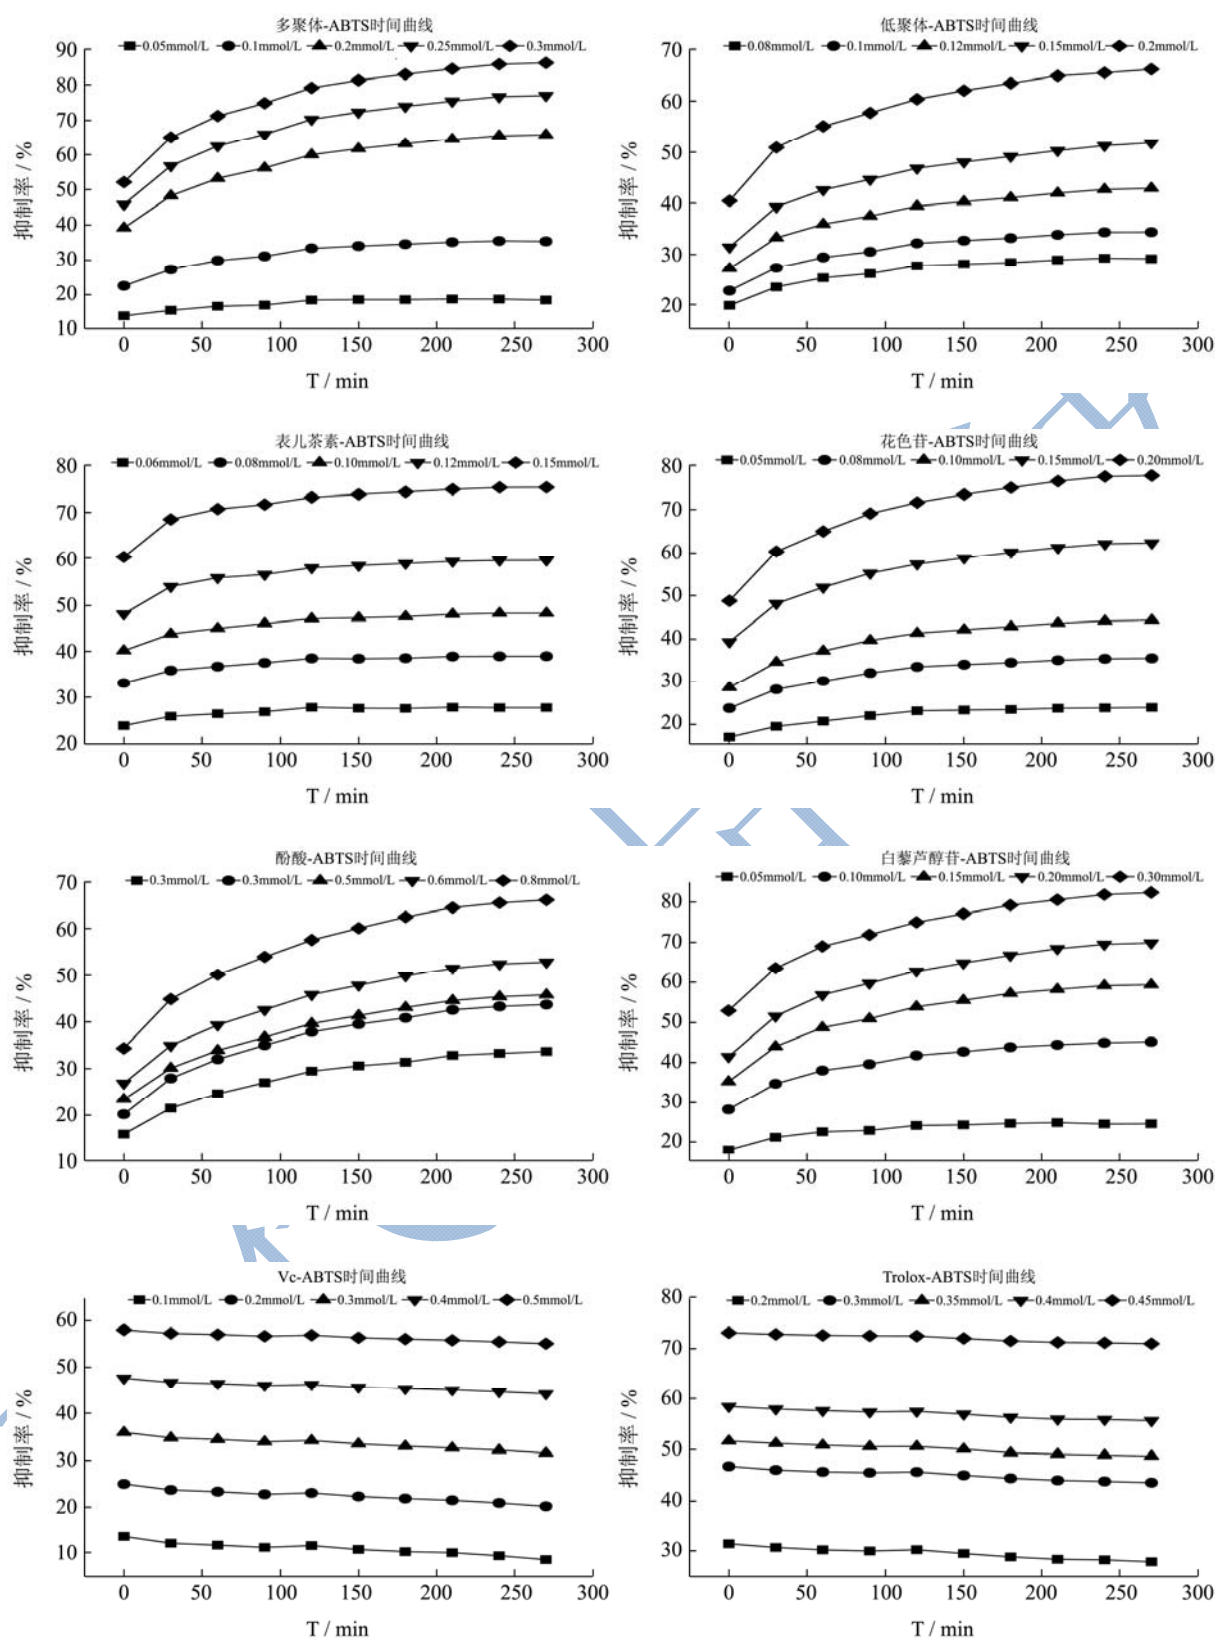 多聚体-ABTS时间曲线
0.05mmol/L 0.1mmol/L 0.2mmol/L 0.25mmol/L 0.3mmol/L
90
80
70
60
50
40
30
20
10
抑制率 / %
0 50 100 150 200 250 300
T / min
低聚体-ABTS时间曲线
0.08mmol/L 0.1mmol/L 0.12mmol/L 0.15mmol/L 0.2mmol/L
70
60
50
40
30
20
抑制率 / %
0 50 100 150 200 250 300
T / min
表儿茶素-ABTS时间曲线
0.06mmol/L 0.08mmol/L 0.10mmol/L 0.12mmol/L 0.15mmol/L
80
70
60
50
40
30
20
抑制率 / %
0 50 100 150 200 250 300
T / min
花色苷-ABTS时间曲线
0.05mmol/L 0.08mmol/L 0.10mmol/L 0.15mmol/L 0.20mmol/L
80
70
60
50
40
30
20
抑制率 / %
0 50 100 150 200 250 300
T / min
酚酸-ABTS时间曲线
0.3mmol/L 0.3mmol/L 0.5mmol/L 0.6mmol/L 0.8mmol/L
70
60
50
40
30
20
10
抑制率 / %
0 50 100 150 200 250 300
T / min
白藜芦醇苷-ABTS时间曲线
0.05mmol/L 0.10mmol/L 0.15mmol/L 0.20mmol/L 0.30mmol/L
80
70
60
50
40
30
20
抑制率 / %
0 50 100 150 200 250 300
T / min
Vc-ABTS时间曲线
0.1mmol/L 0.2mmol/L 0.3mmol/L 0.4mmol/L 0.5mmol/L
60
50
40
30
20
10
抑制率 / %
0 50 100 150 200 250 300
T / min
Trolox-ABTS时间曲线
0.2mmol/L 0.3mmol/L 0.35mmol/L 0.4mmol/L 0.45mmol/L
80
70
60
50
40
30
抑制率 / %
0 50 100 150 200 250 300
T / min